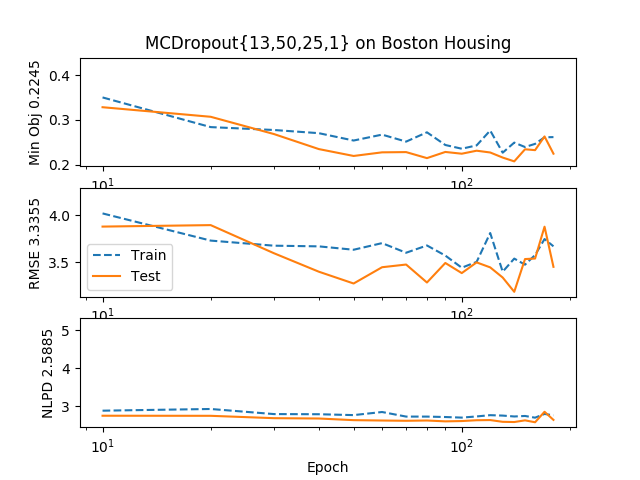 MCDropout{13,50,25,1} on Boston Housing
Min Obj 0.2245
0.4
0.3
0.2
10^1
10^2
RMSE 3.3355
4.0
3.5
Train
Test
10^1
10^2
NLPD 2.5885
5
4
3
10^1
10^2
Epoch